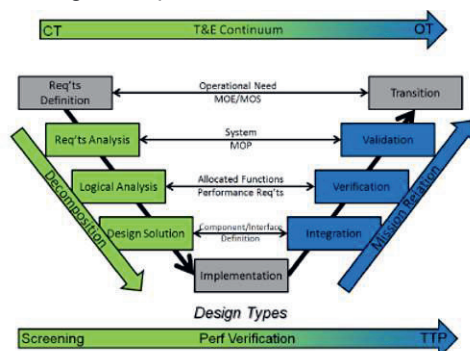 CT T&E Continuum OT
Req'ts
Definition
Operational Need
MOE/MOS
Transition
Req'ts Analysis
System
MOP
Validation
Logical Analysis
Allocated Functions
Performance Req'ts
Verification
Design Solution
Component/Interface
Definition
Integration
Implementation
Decomposition
Mission Relation
Design Types
Screening Perf Verification TTP